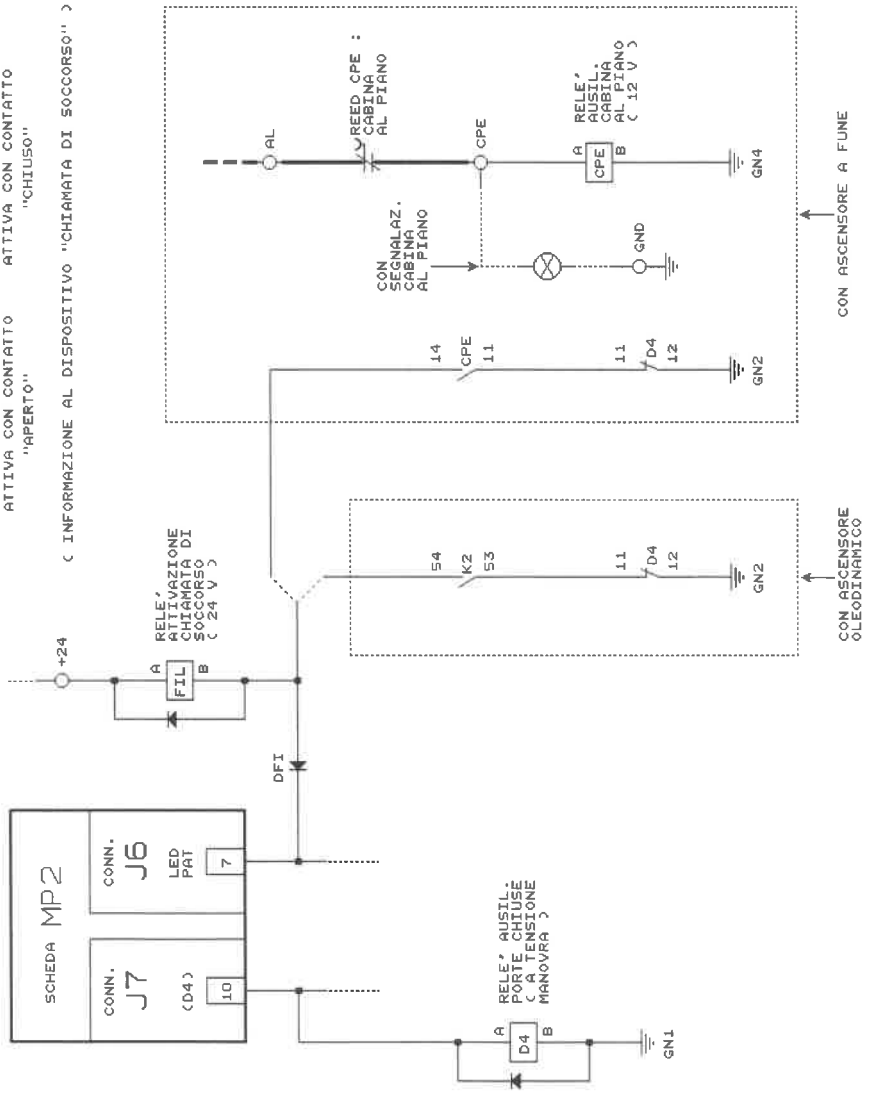 ATTIVA CON CONTATTO
"APERTO"
ATTIVA CON CONTATTO
"CHIUSO"
( INFORMAZIONE AL DISPOSITIVO "CHIAMATA DI SOCCORSO" )
SCHEDA MP2
CONN.
J7
(D4)
10
CONN.
J6
LED
PAT
7
+24
RELE'
ATTIVAZIONE
CHIAMATA DI
SOCCORSO
( 24 V )
A
FIL
B
DFI
RELE' AUSIL.
PORTE CHIUSE
( A TENSIONE
MANOVRA )
A
D4
B
GN1
54
K2
53
11
D4
12
GN2
CON ASCENSORE
OLEODINAMICO
14
CPE
11
11
D4
12
GN2
CON
SEGNALAZ.
CABINA
AL PIANO
GND
AL
REED CPE :
CABINA
AL PIANO
CPE
RELE'
AUSIL.
CABINA
AL PIANO
( 12 V )
A
CPE
B
GN4
CON ASCENSORE A FUNE